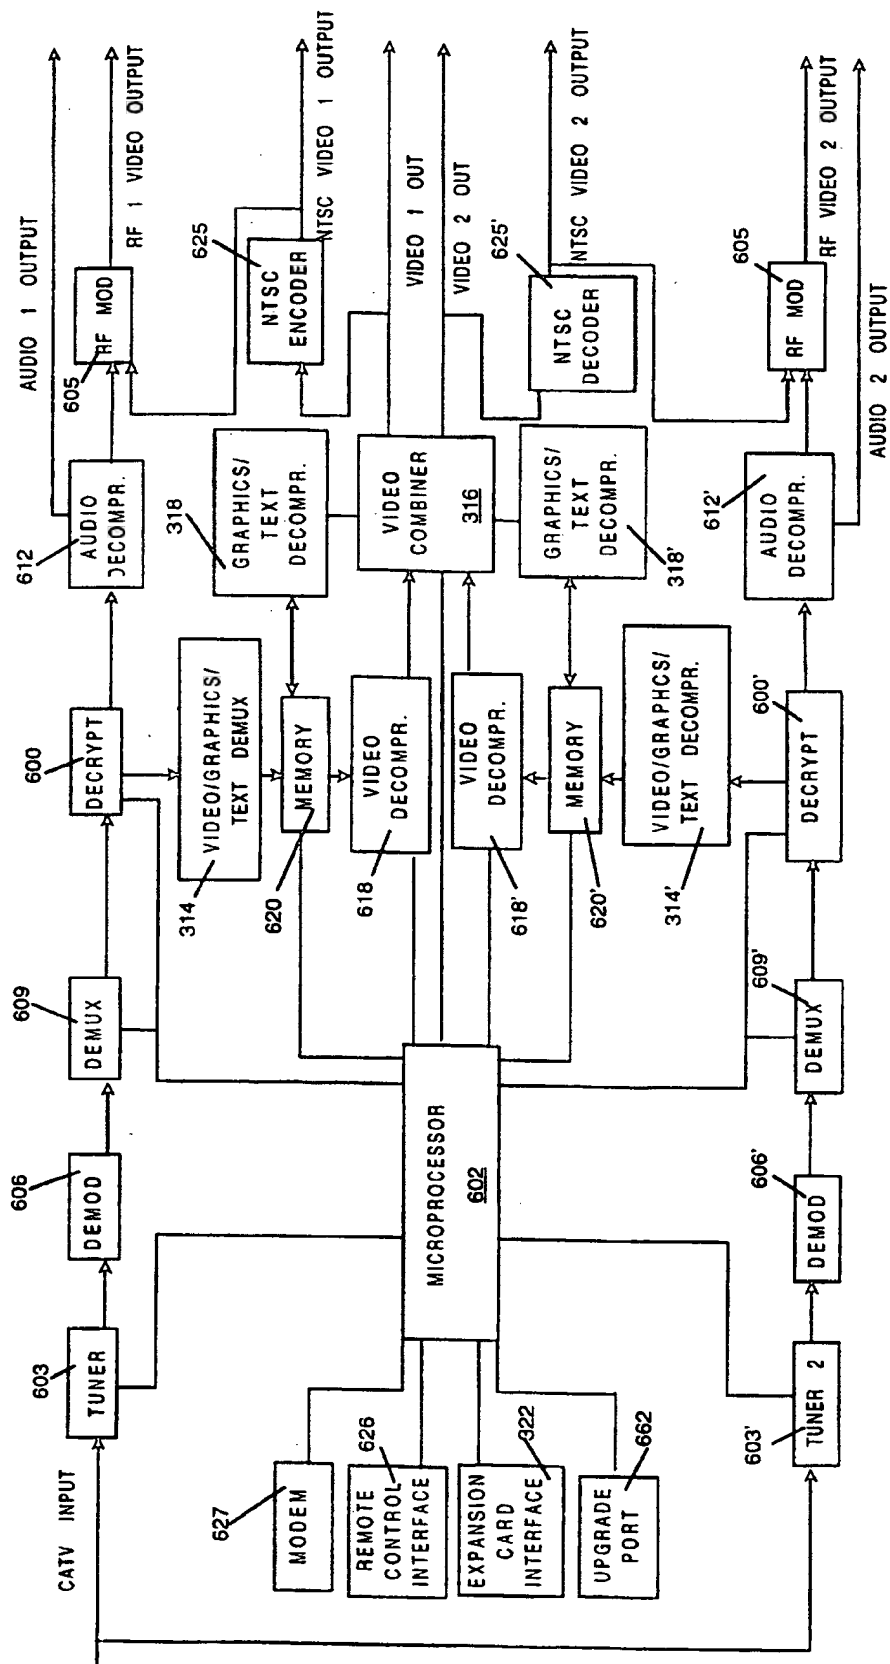 CATV INPUT
603
TUNER
606
DEMOD
609
DEMUX
600
DECRYPT
612
AUDIO
DECOMPR.
605
RF MOD
AUDIO 1 OUTPUT
RF 1 VIDEO OUTPUT
314
VIDEO/GRAPHICS/
TEXT DEMUX
318
GRAPHICS/
TEXT
DECOMPR.
625
NTSC
ENCODER
NTSC VIDEO 1 OUTPUT
620
MEMORY
618
VIDEO
DECOMPR.
VIDEO
COMBINER
316
VIDEO 1 OUT
VIDEO 2 OUT
627
MODEM
626
REMOTE
CONTROL
INTERFACE
322
EXPANSION
CARD
INTERFACE
662
UPGRADE
PORT
MICROPROCESSOR
602
618'
VIDEO
DECOMPR.
620'
MEMORY
318'
GRAPHICS/
TEXT
DECOMPR.
625'
NTSC
DECODER
NTSC VIDEO 2 OUTPUT
314'
VIDEO/GRAPHICS/
TEXT DECOMPR.
603'
TUNER 2
606'
DEMOD
609'
DEMUX
600'
DECRYPT
612'
AUDIO
DECOMPR.
605
RF MOD
RF VIDEO 2 OUTPUT
AUDIO 2 OUTPUT